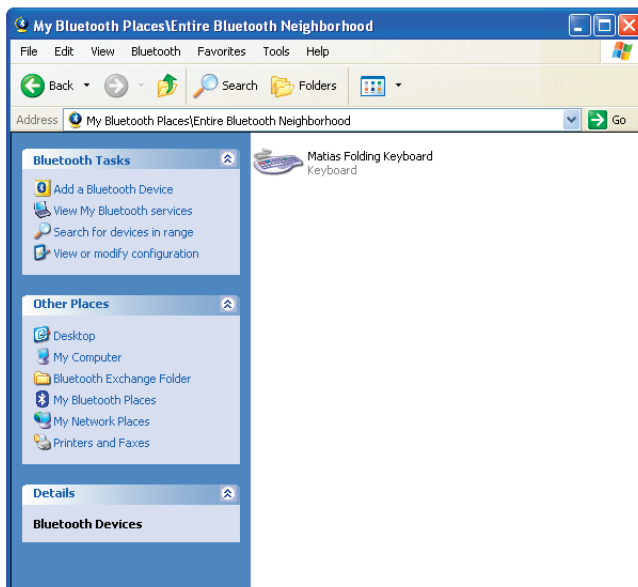 My Bluetooth Places\Entire Bluetooth Neighborhood
File Edit View Bluetooth Favorites Tools Help
Back Search Folders
Address My Bluetooth Places\Entire Bluetooth Neighborhood Go
Bluetooth Tasks
Add a Bluetooth Device
View My Bluetooth services
Search for devices in range
View or modify configuration
Other Places
Desktop
My Computer
Bluetooth Exchange Folder
My Bluetooth Places
My Network Places
Printers and Faxes
Details
Bluetooth Devices
Matias Folding Keyboard
Keyboard